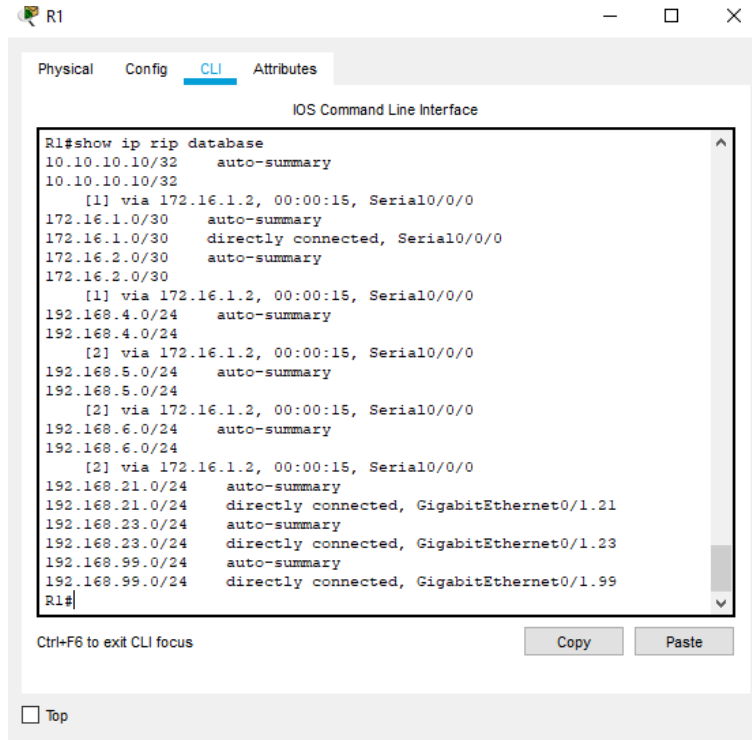 R1
Physical Config CLI Attributes
IOS Command Line Interface
R1#show ip rip database
10.10.10.10/32    auto-summary
10.10.10.10/32
    [1] via 172.16.1.2, 00:00:15, Serial0/0/0
172.16.1.0/30    auto-summary
172.16.1.0/30    directly connected, Serial0/0/0
172.16.2.0/30    auto-summary
172.16.2.0/30
    [1] via 172.16.1.2, 00:00:15, Serial0/0/0
192.168.4.0/24    auto-summary
192.168.4.0/24
    [2] via 172.16.1.2, 00:00:15, Serial0/0/0
192.168.5.0/24    auto-summary
192.168.5.0/24
    [2] via 172.16.1.2, 00:00:15, Serial0/0/0
192.168.6.0/24    auto-summary
192.168.6.0/24
    [2] via 172.16.1.2, 00:00:15, Serial0/0/0
192.168.21.0/24    auto-summary
192.168.21.0/24    directly connected, GigabitEthernet0/1.21
192.168.23.0/24    auto-summary
192.168.23.0/24    directly connected, GigabitEthernet0/1.23
192.168.99.0/24    auto-summary
192.168.99.0/24    directly connected, GigabitEthernet0/1.99
R1#
Ctrl+F6 to exit CLI focus Copy Paste
Top